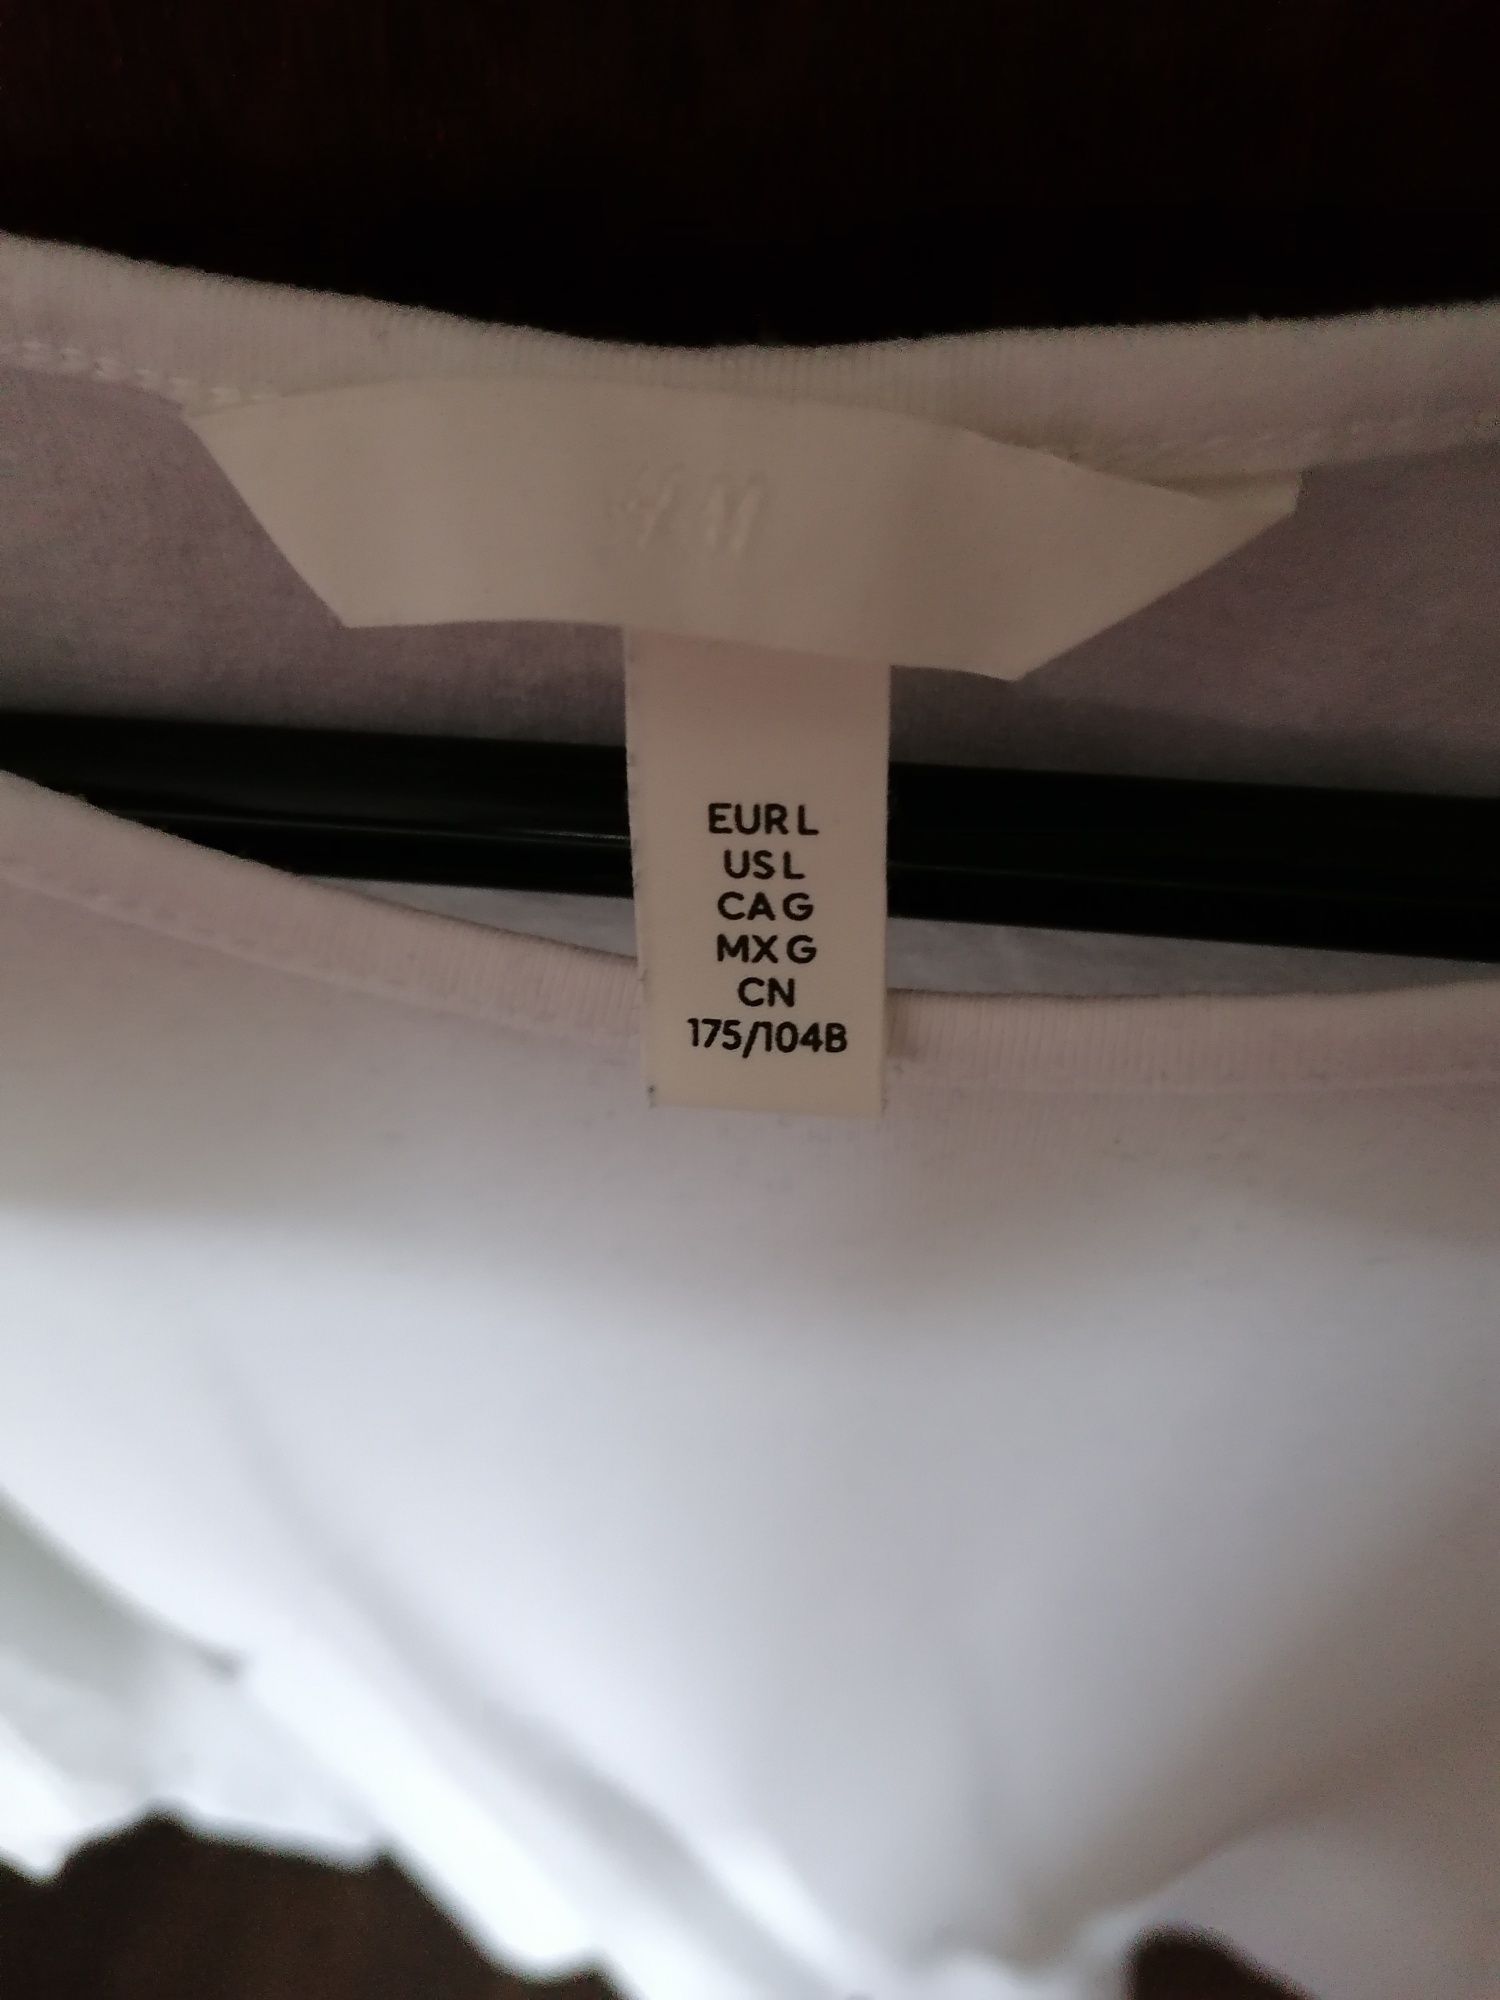 H&M
EUR L
US L
CA G
MX G
CN
175/104B